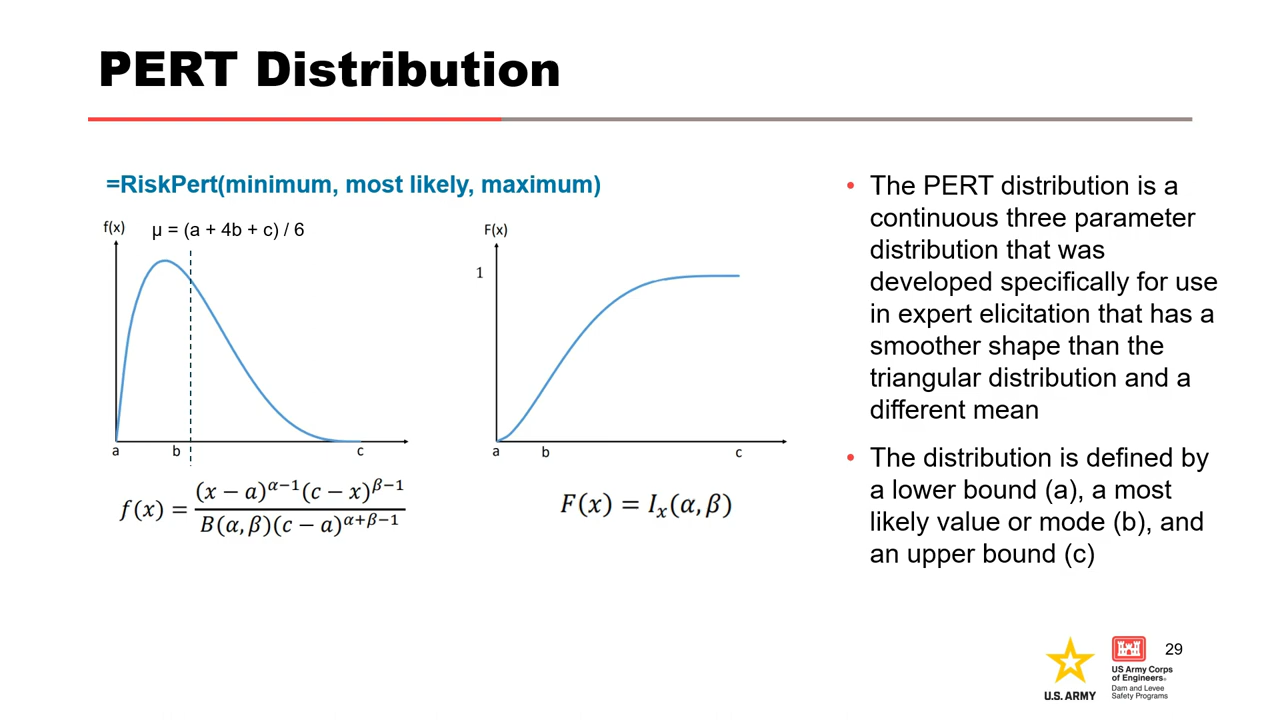 PERT Distribution
=RiskPert(minimum, most likely, maximum)
f(x)
μ = (a + 4b + c) / 6
a
b
c
f(x) = (x − a)^{α−1}(c − x)^{β−1} / B(α, β)(c − a)^{α+β−1}
F(x)
1
a
b
c
F(x) = I_x(α, β)
• The PERT distribution is a
continuous three parameter
distribution that was
developed specifically for use
in expert elicitation that has a
smoother shape than the
triangular distribution and a
different mean
• The distribution is defined by
a lower bound (a), a most
likely value or mode (b), and
an upper bound (c)
U.S. ARMY
US Army Corps
of Engineers®
Dam and Levee
Safety Programs
29